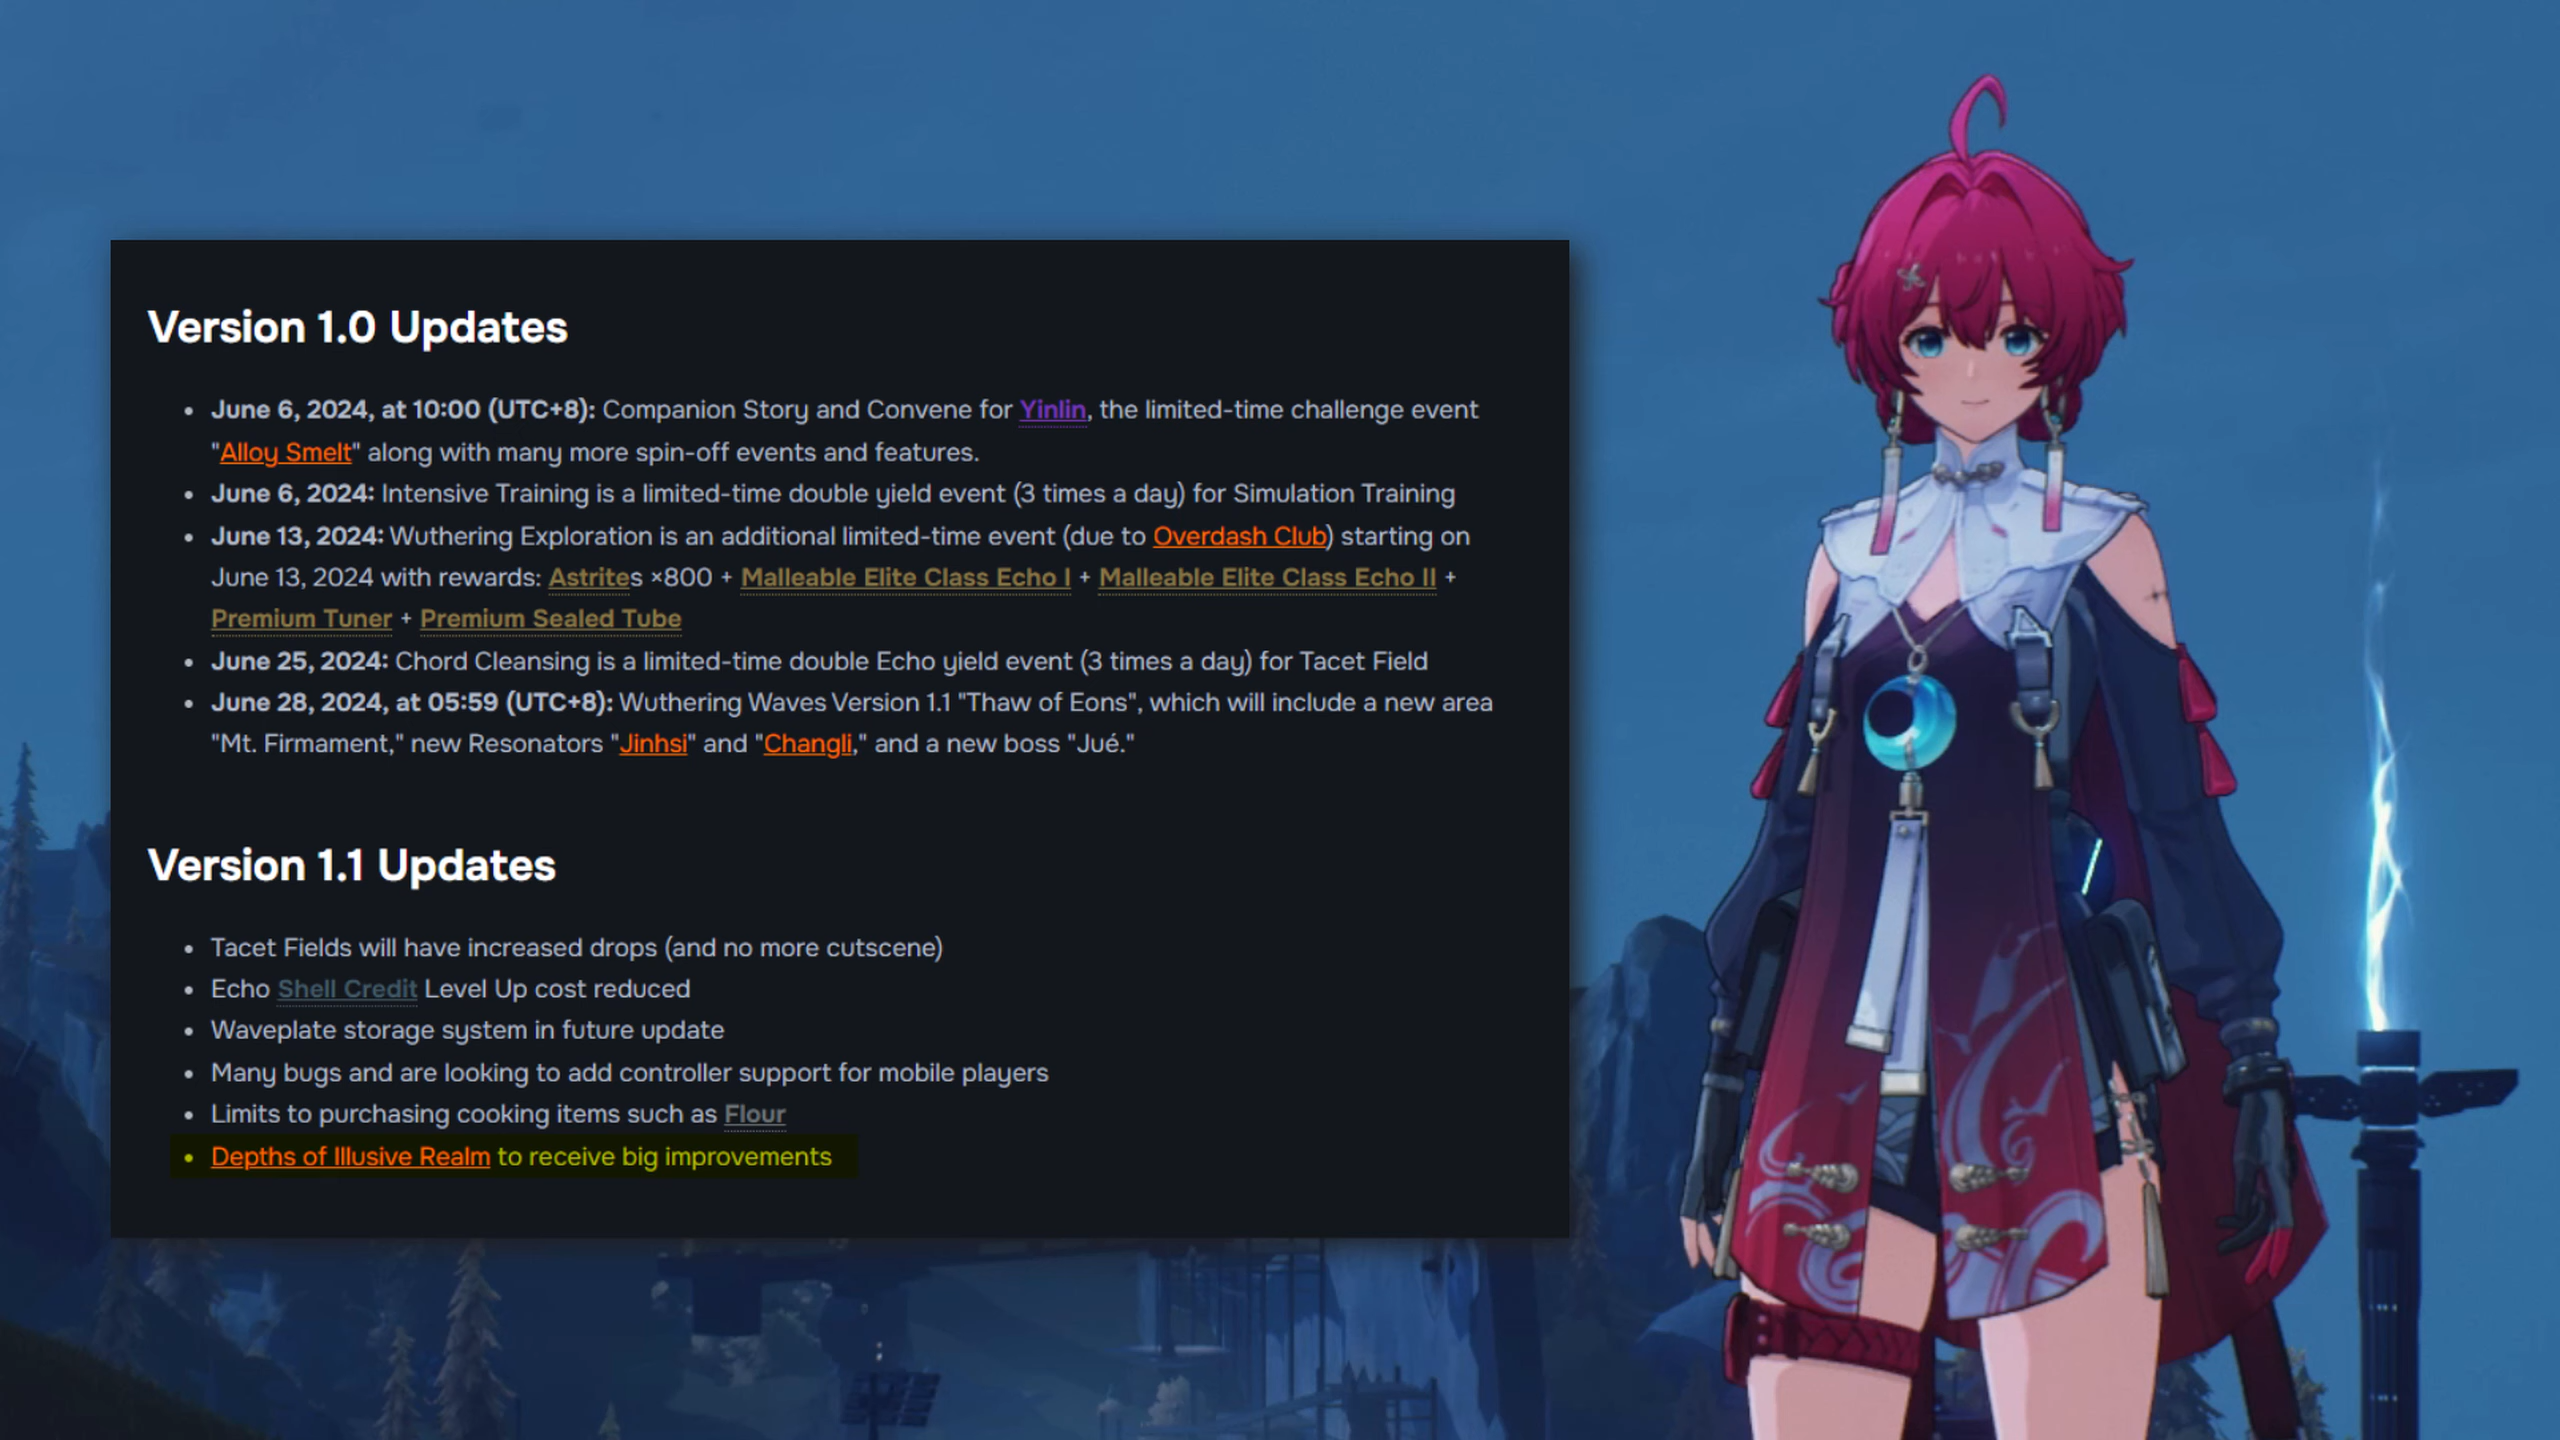 Version 1.0 Updates
• June 6, 2024, at 10:00 (UTC+8): Companion Story and Convene for Yinlin, the limited-time challenge event
"Alloy Smelt" along with many more spin-off events and features.
• June 6, 2024: Intensive Training is a limited-time double yield event (3 times a day) for Simulation Training
• June 13, 2024: Wuthering Exploration is an additional limited-time event (due to Overdash Club) starting on
June 13, 2024 with rewards: Astrites ×800 + Malleable Elite Class Echo I + Malleable Elite Class Echo II +
Premium Tuner + Premium Sealed Tube
• June 25, 2024: Chord Cleansing is a limited-time double Echo yield event (3 times a day) for Tacet Field
• June 28, 2024, at 05:59 (UTC+8): Wuthering Waves Version 1.1 "Thaw of Eons", which will include a new area
"Mt. Firmament," new Resonators "Jinhsi" and "Changli," and a new boss "Jué."
Version 1.1 Updates
• Tacet Fields will have increased drops (and no more cutscene)
• Echo Shell Credit Level Up cost reduced
• Waveplate storage system in future update
• Many bugs and are looking to add controller support for mobile players
• Limits to purchasing cooking items such as Flour
• Depths of Illusive Realm to receive big improvements